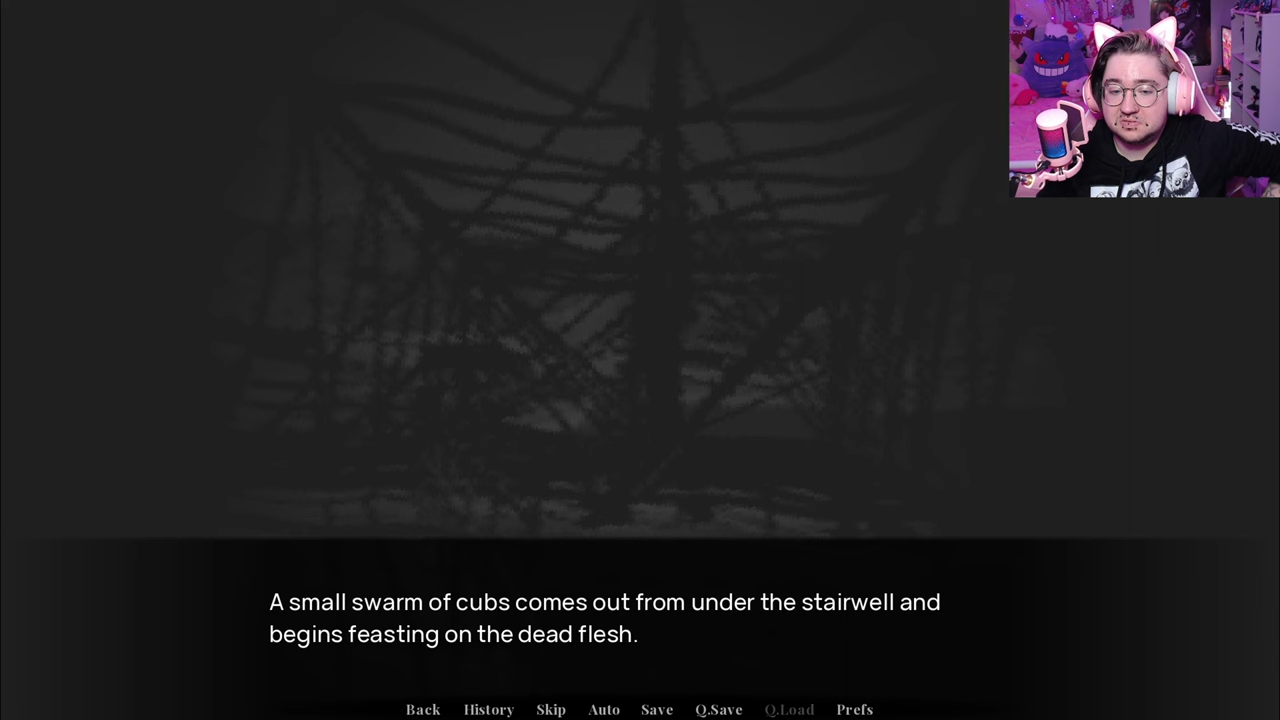 A small swarm of cubs comes out from under the stairwell and
begins feasting on the dead flesh.
Back History Skip Auto Save Q.Save Q.Load Prefs